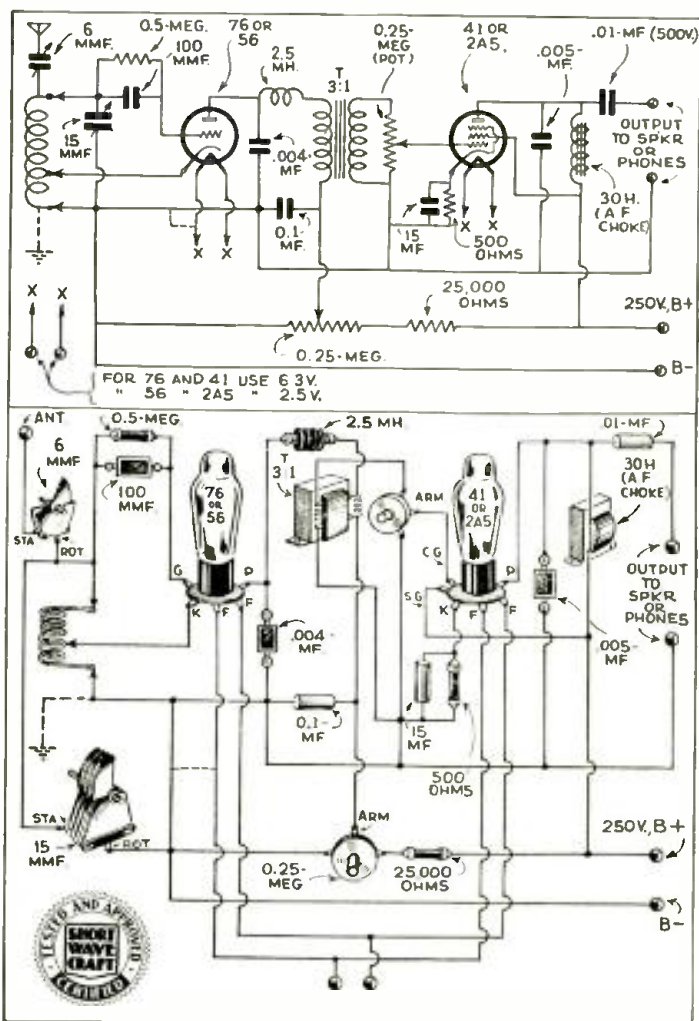 6
MMF.
0.5-MEG.
100
MMF.
76 OR
56
2.5
MH.
T
3:1
0.25-
MEG
(POT)
41 OR
2A5,
.005-
MF.
.01-MF (500V.)
15
MMF
.004-
MF
0.1-
MF.
15
MF
X
X
X
X
500
OHMS
30H.
(A F
CHOKE)
OUTPUT
TO SPKR
OR
PHONES
X
X
25,000
OHMS
0.25-MEG.
250V, B+
B-
FOR 76 AND 41 USE 6.3V.
" 56 " 2A5 " 2.5V.
ANT
0.5-MEG
6
MMF
100
MMF.
STA
ROT
76
OR
56
2.5 MH
T
3:1
ARM
CG
SG
41
OR
2A5
.01-MF
30H
(A F
CHOKE)
G
K
F
F
P
K
F
F
P
.004-
MF.
OUTPUT
TO SPKR
OR
PHONES
.005-
MF
0.1-
MF
15
MF
500
OHMS
STA
15
MMF
ROT
ARM
0.25-
MEG
25,000
OHMS
250V, B+
B-
TESTED AND APPROVED
SHORT
WAVE
CRAFT
CERTIFIED